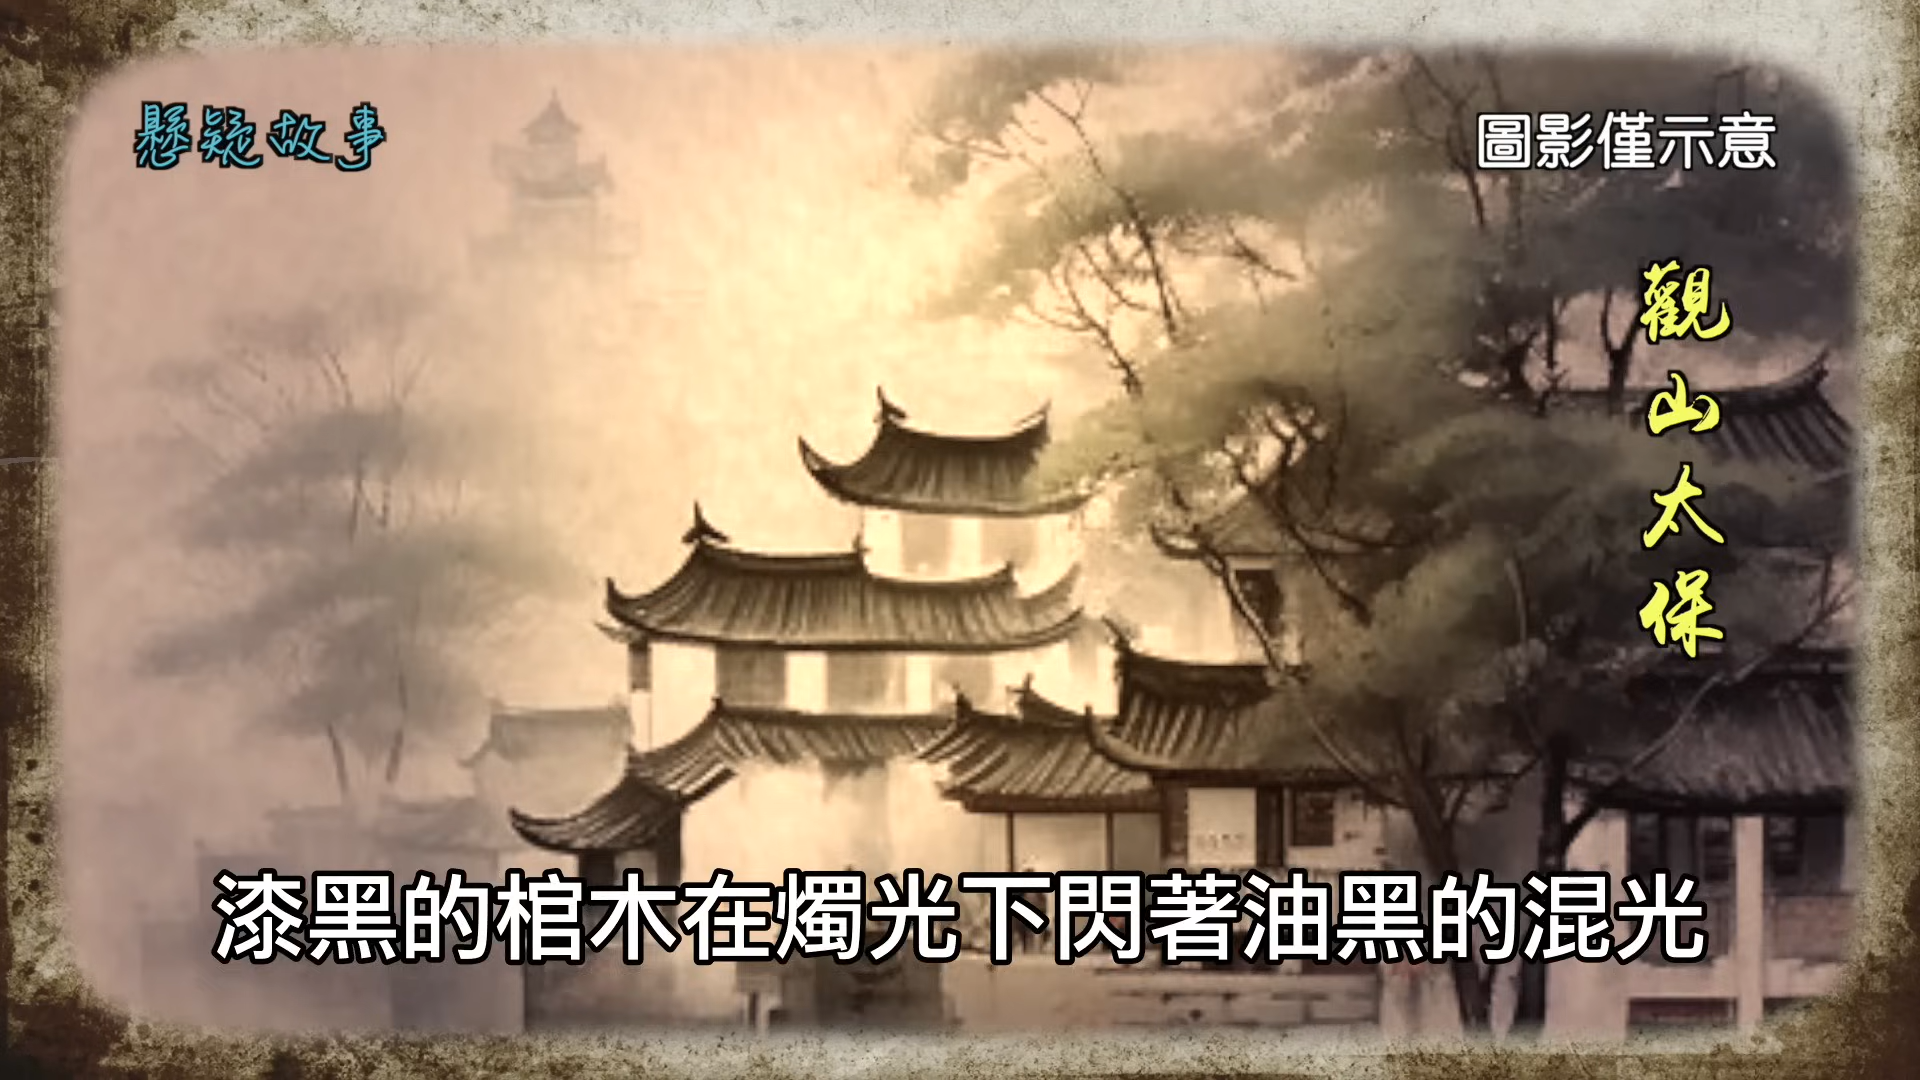 懸疑故事
圖影僅示意
觀山太保
漆黑的棺木在燭光下閃著油黑的混光